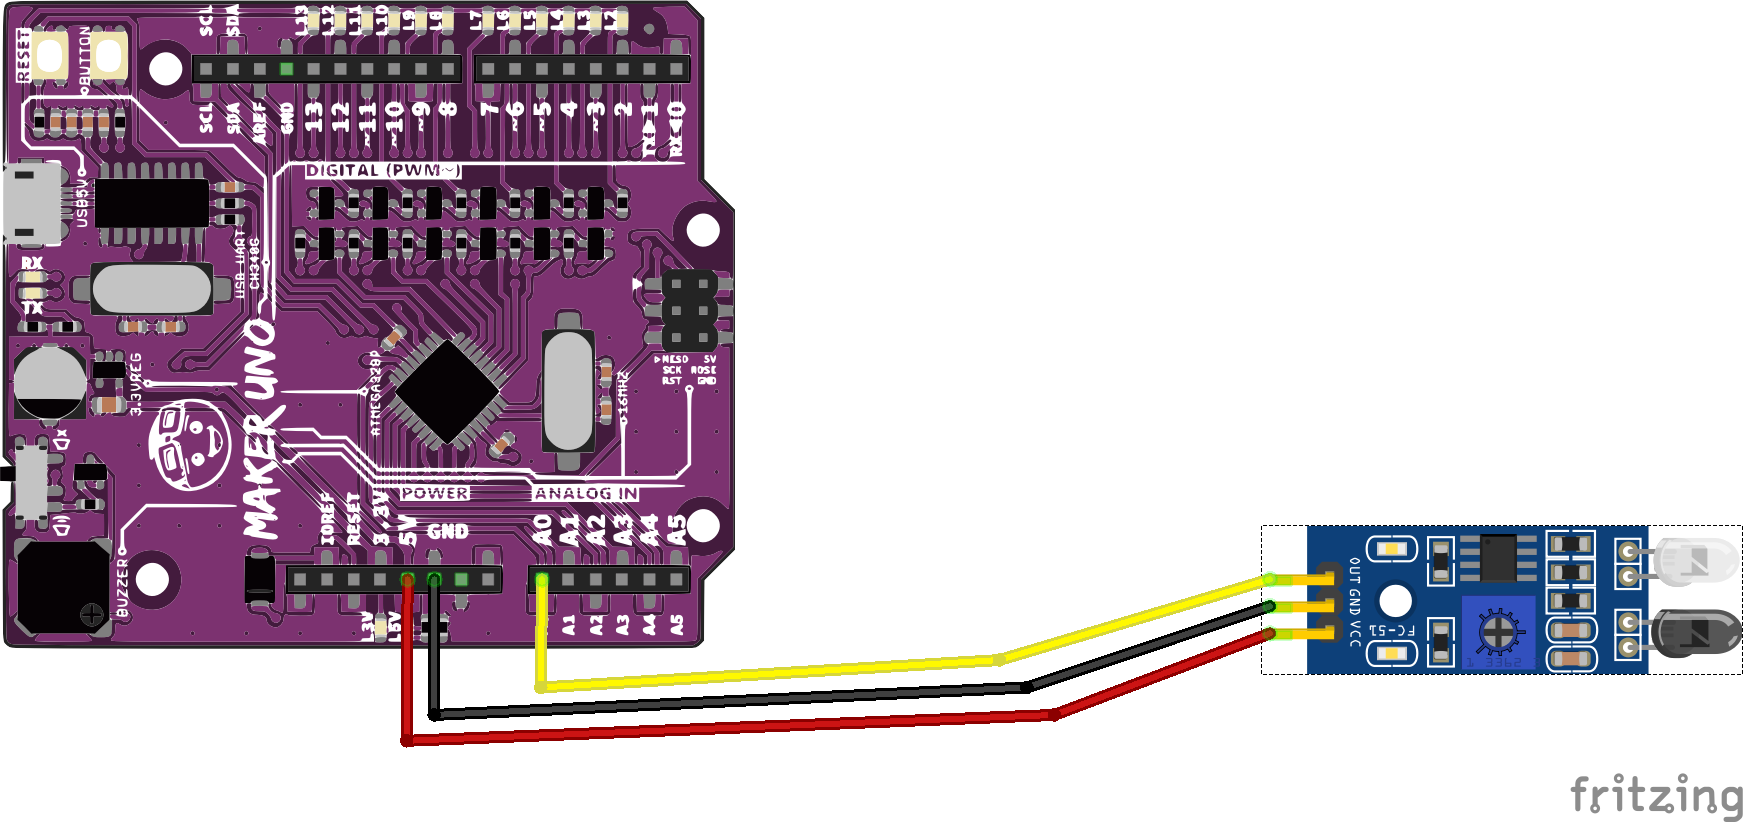 RESET
BUTTON
SCL
SDA
L13
L12
L11
L10
L9
L8
L7
L6
L5
L4
L3
L2
SCL
SDA
AREF
GND
13
12
~11
~10
~9
8
7
~6
~5
4
~3
2
TX▸1
RX◂0
DIGITAL (PWM~)
USB5V
USB UART
CH340G
RX
TX
3.3VREG
MAKER UNO
ATMEGA328P
16MHZ
MISO 5V
SCK MOSI
RST GND
POWER
ANALOG IN
IOREF
RESET
3.3V
5V
GND
A0
A1
A2
A3
A4
A5
BUZZER
L3V
L5V
A1
A2
A3
A4
A5
OUT GND VCC
FC-51
1 3362
fritzing